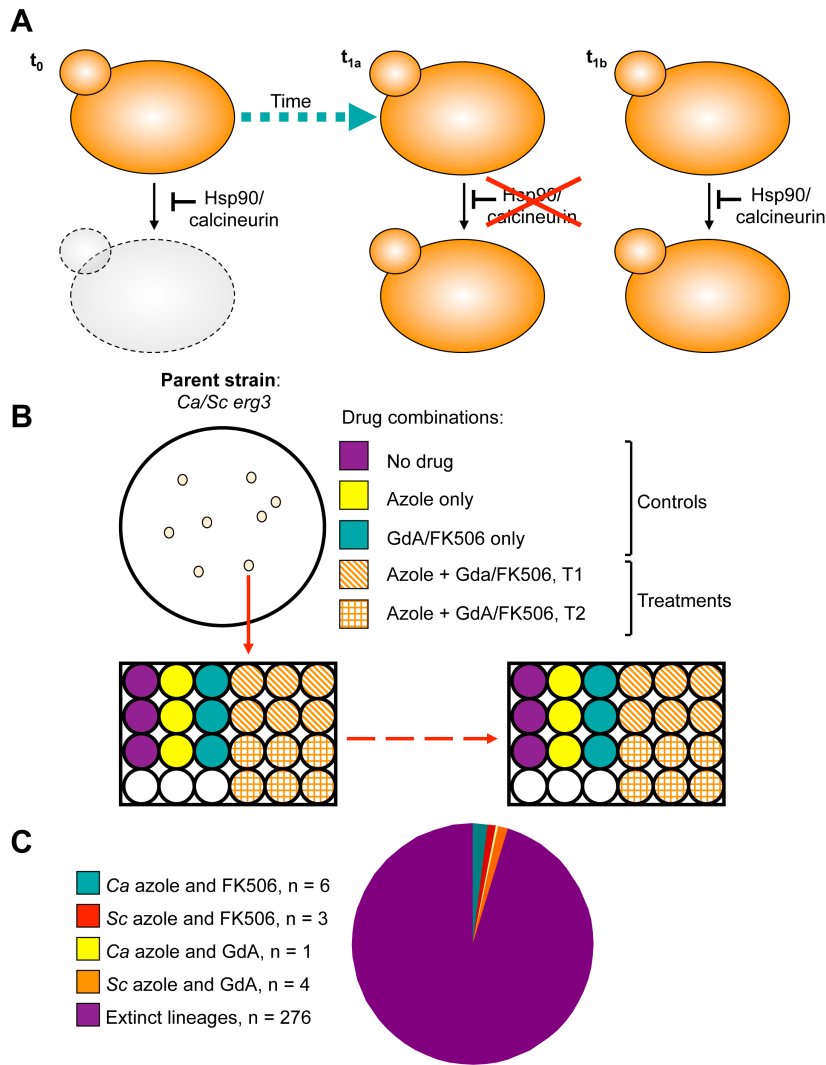 A
t0
Time
t1a
t1b
Hsp90/
calcineurin
Hsp90/
calcineurin
Hsp90/
calcineurin
Parent strain:
Ca/Sc erg3
B
Drug combinations:
No drug
Azole only
GdA/FK506 only
Controls
Azole + Gda/FK506, T1
Azole + GdA/FK506, T2
Treatments
C
Ca azole and FK506, n = 6
Sc azole and FK506, n = 3
Ca azole and GdA, n = 1
Sc azole and GdA, n = 4
Extinct lineages, n = 276